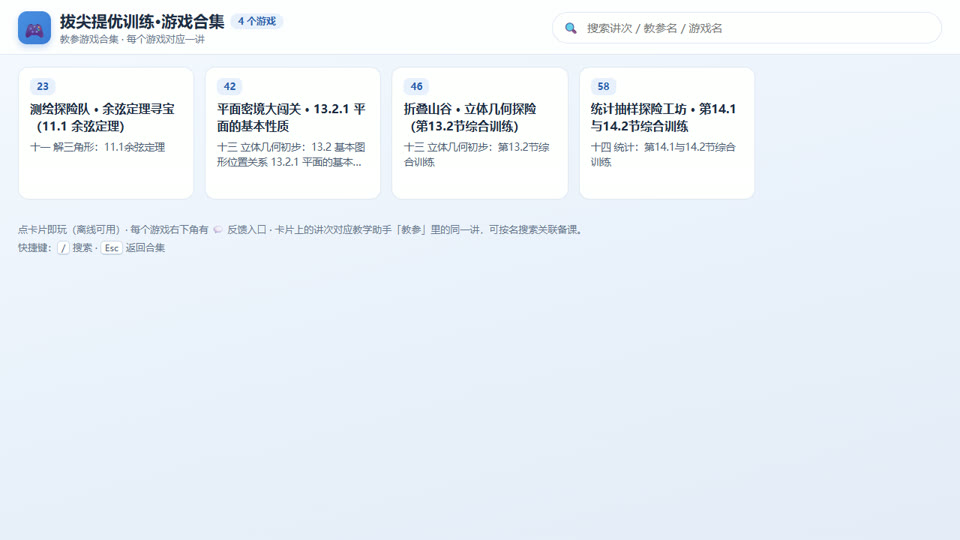 拔尖提优训练·游戏合集 4 个游戏
教参游戏合集 · 每个游戏对应一讲
搜索讲次 / 教参名 / 游戏名
23
测绘探险队 • 余弦定理寻宝
（11.1 余弦定理）
十一 解三角形：11.1余弦定理
42
平面密境大闯关 • 13.2.1 平
面的基本性质
十三 立体几何初步：13.2 基本图
形位置关系 13.2.1 平面的基本...
46
折叠山谷 • 立体几何探险
（第13.2节综合训练）
十三 立体几何初步：第13.2节综
合训练
58
统计抽样探险工坊 • 第14.1
与14.2节综合训练
十四 统计：第14.1与14.2节综合
训练
点卡片即玩（离线可用）· 每个游戏右下角有 💬 反馈入口 · 卡片上的讲次对应教学助手「教参」里的同一讲，可按名搜索关联备课。
快捷键： / 搜索 · Esc 返回合集